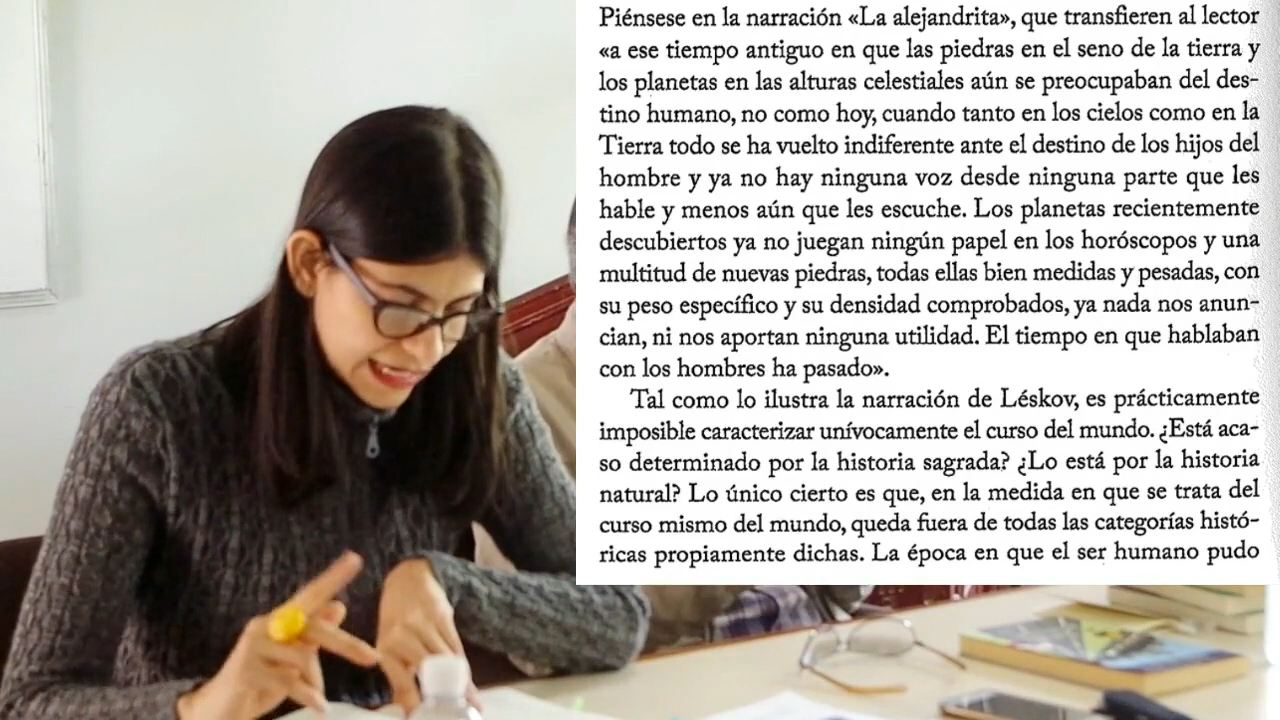 Piénsese en la narración «La alejandrita», que transfieren al lector
«a ese tiempo antiguo en que las piedras en el seno de la tierra y
los planetas en las alturas celestiales aún se preocupaban del des-
tino humano, no como hoy, cuando tanto en los cielos como en la
Tierra todo se ha vuelto indiferente ante el destino de los hijos del
hombre y ya no hay ninguna voz desde ninguna parte que les
hable y menos aún que les escuche. Los planetas recientemente
descubiertos ya no juegan ningún papel en los horóscopos y una
multitud de nuevas piedras, todas ellas bien medidas y pesadas, con
su peso específico y su densidad comprobados, ya nada nos anun-
cian, ni nos aportan ninguna utilidad. El tiempo en que hablaban
con los hombres ha pasado».
Tal como lo ilustra la narración de Léskov, es prácticamente
imposible caracterizar unívocamente el curso del mundo. ¿Está aca-
so determinado por la historia sagrada? ¿Lo está por la historia
natural? Lo único cierto es que, en la medida en que se trata del
curso mismo del mundo, queda fuera de todas las categorías histó-
ricas propiamente dichas. La época en que el ser humano pudo